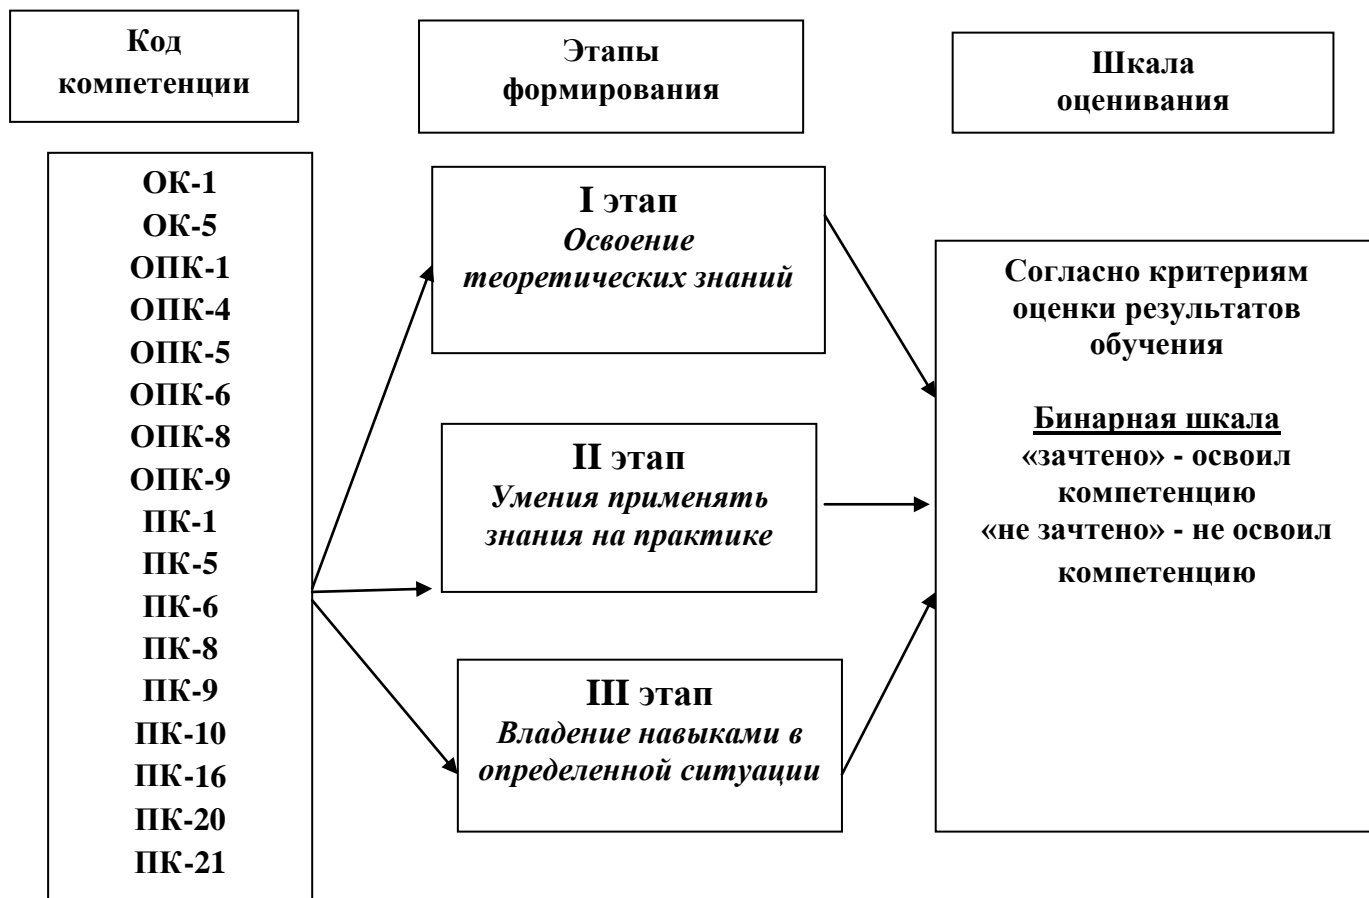 Код
компетенции
Этапы
формирования
Шкала
оценивания
ОК-1
ОК-5
ОПК-1
ОПК-4
ОПК-5
ОПК-6
ОПК-8
ОПК-9
ПК-1
ПК-5
ПК-6
ПК-8
ПК-9
ПК-10
ПК-16
ПК-20
ПК-21
I этап
Освоение
теоретических знаний
II этап
Умения применять
знания на практике
III этап
Владение навыками в
определенной ситуации
Согласно критериям
оценки результатов
обучения
Бинарная шкала
«зачтено» - освоил
компетенцию
«не зачтено» - не освоил
компетенцию